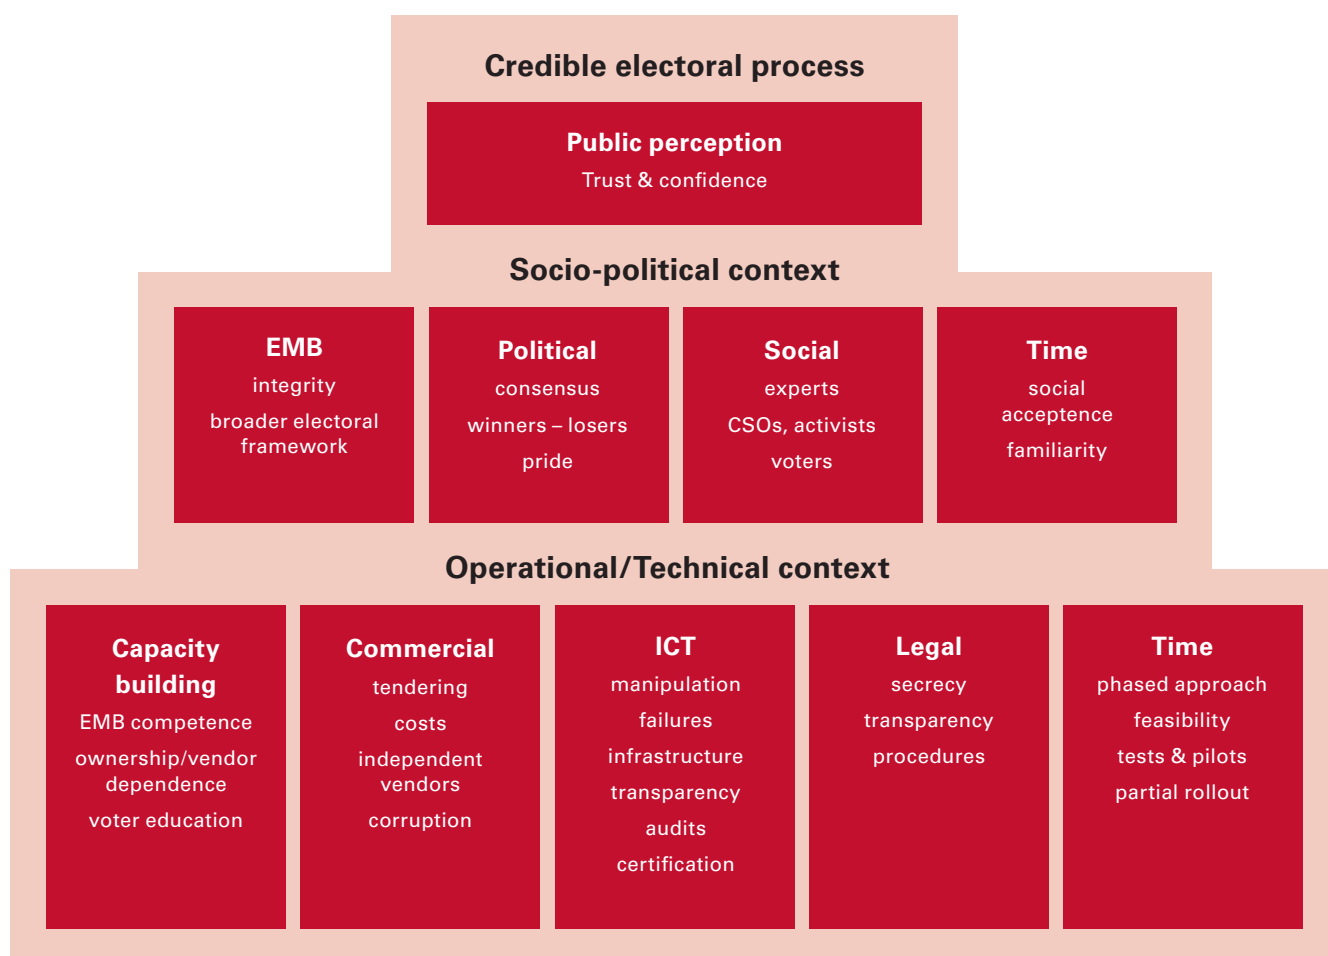 Credible electoral process
Public perception
Trust & confidence
Socio-political context
EMB
integrity
broader electoral
framework
Political
consensus
winners – losers
pride
Social
experts
CSOs, activists
voters
Time
social
acceptence
familiarity
Operational/Technical context
Capacity
building
EMB competence
ownership/vendor
dependence
voter education
Commercial
tendering
costs
independent
vendors
corruption
ICT
manipulation
failures
infrastructure
transparency
audits
certification
Legal
secrecy
transparency
procedures
Time
phased approach
feasibility
tests & pilots
partial rollout